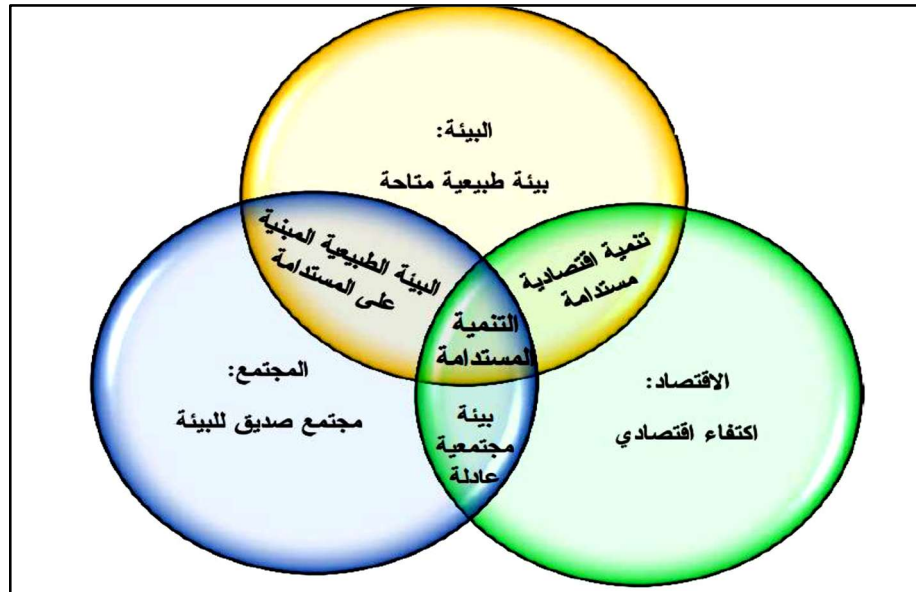 البيئة:
بيئة طبيعية متاحة
البيئة الطبيعية المبنية
على المستدامة
تنمية اقتصادية
مستدامة
التنمية
المستدامة
المجتمع:
مجتمع صديق للبيئة
بيئة
مجتمعية
عادلة
الاقتصاد:
اكتفاء اقتصادي